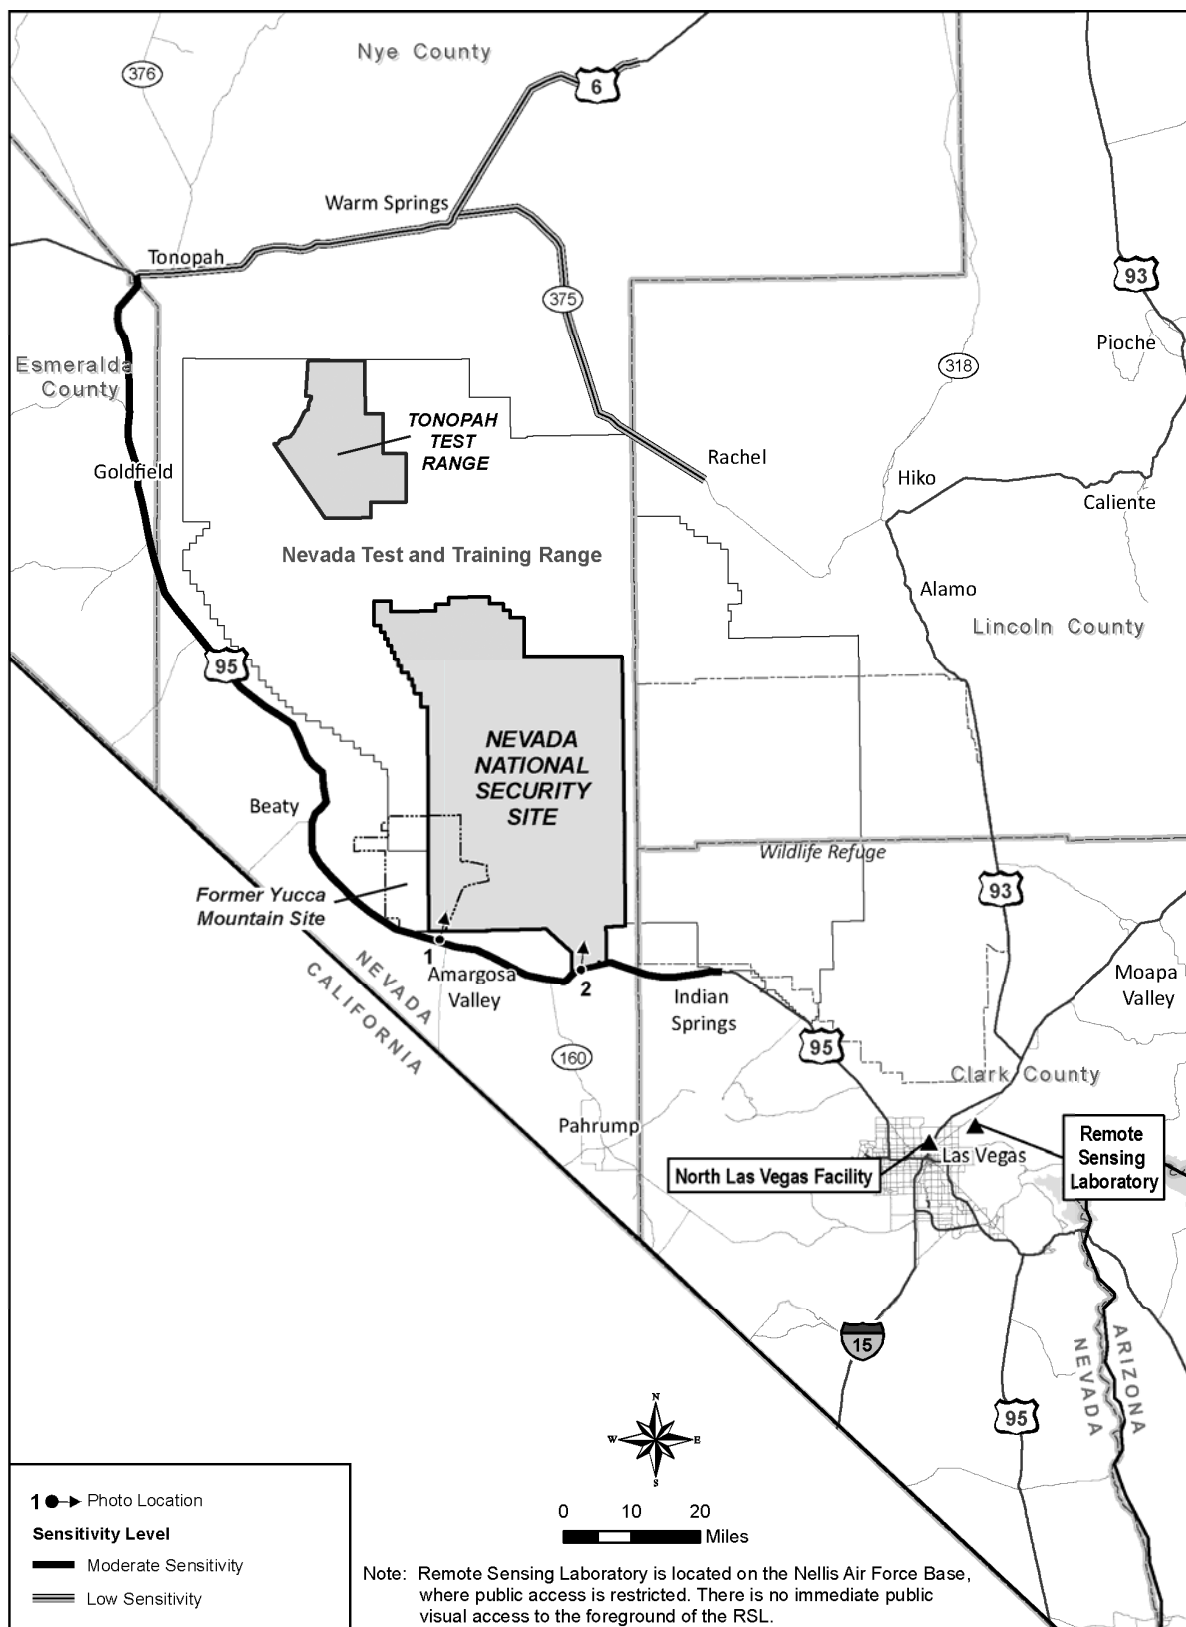 Nye County
376
6
Warm Springs
Tonopah
93
375
Pioche
Esmeralda
County
318
TONOPAH
TEST
RANGE
Rachel
Goldfield
Hiko
Caliente
Nevada Test and Training Range
Alamo
Lincoln County
95
NEVADA
NATIONAL
SECURITY
SITE
Beaty
Wildlife Refuge
Former Yucca
Mountain Site
93
1
NEVADA
CALIFORNIA
Amargosa
Valley
2
Indian
Springs
Moapa
Valley
95
160
Clark County
Pahrump
Remote
Sensing
Laboratory
Las Vegas
North Las Vegas Facility
15
NEVADA
ARIZONA
95
N
W
E
S
1 Photo Location
Sensitivity Level
Moderate Sensitivity
Low Sensitivity
0 10 20
Miles
Note: Remote Sensing Laboratory is located on the Nellis Air Force Base,
where public access is restricted. There is no immediate public
visual access to the foreground of the RSL.